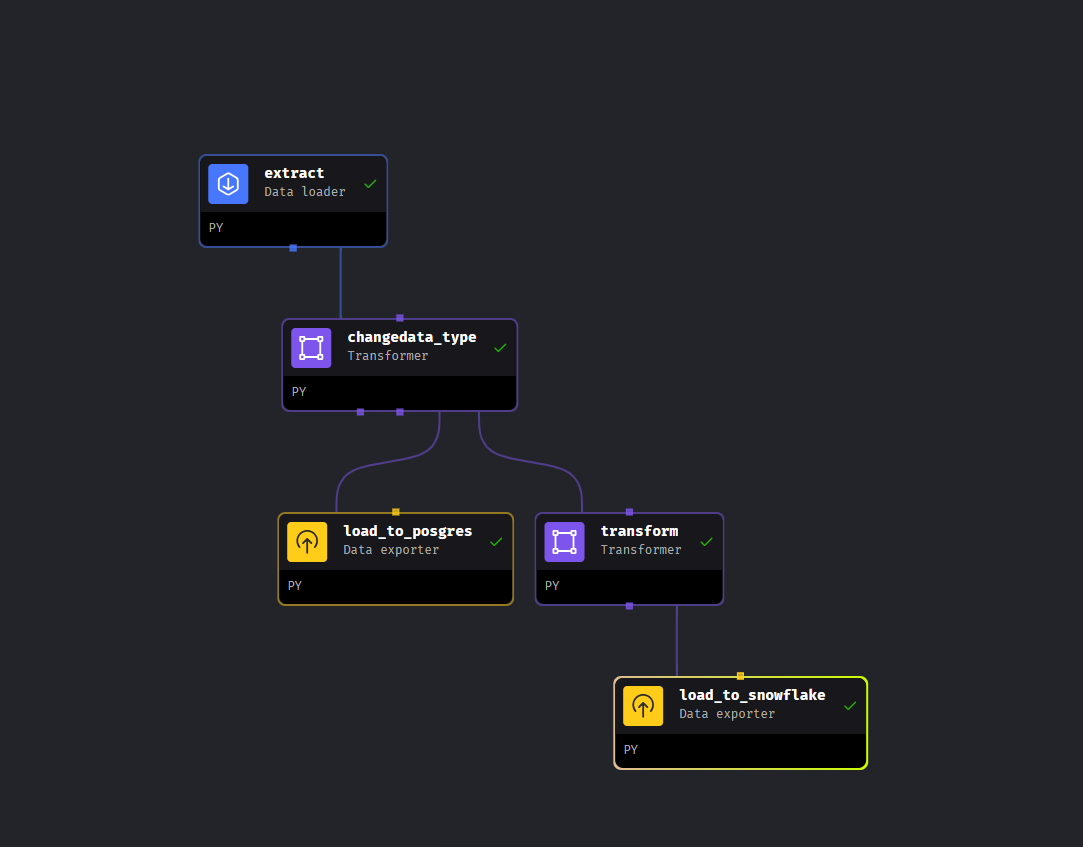 extract
Data loader
PY
changedata_type
Transformer
PY
load_to_posgres
Data exporter
PY
transform
Transformer
PY
load_to_snowflake
Data exporter
PY